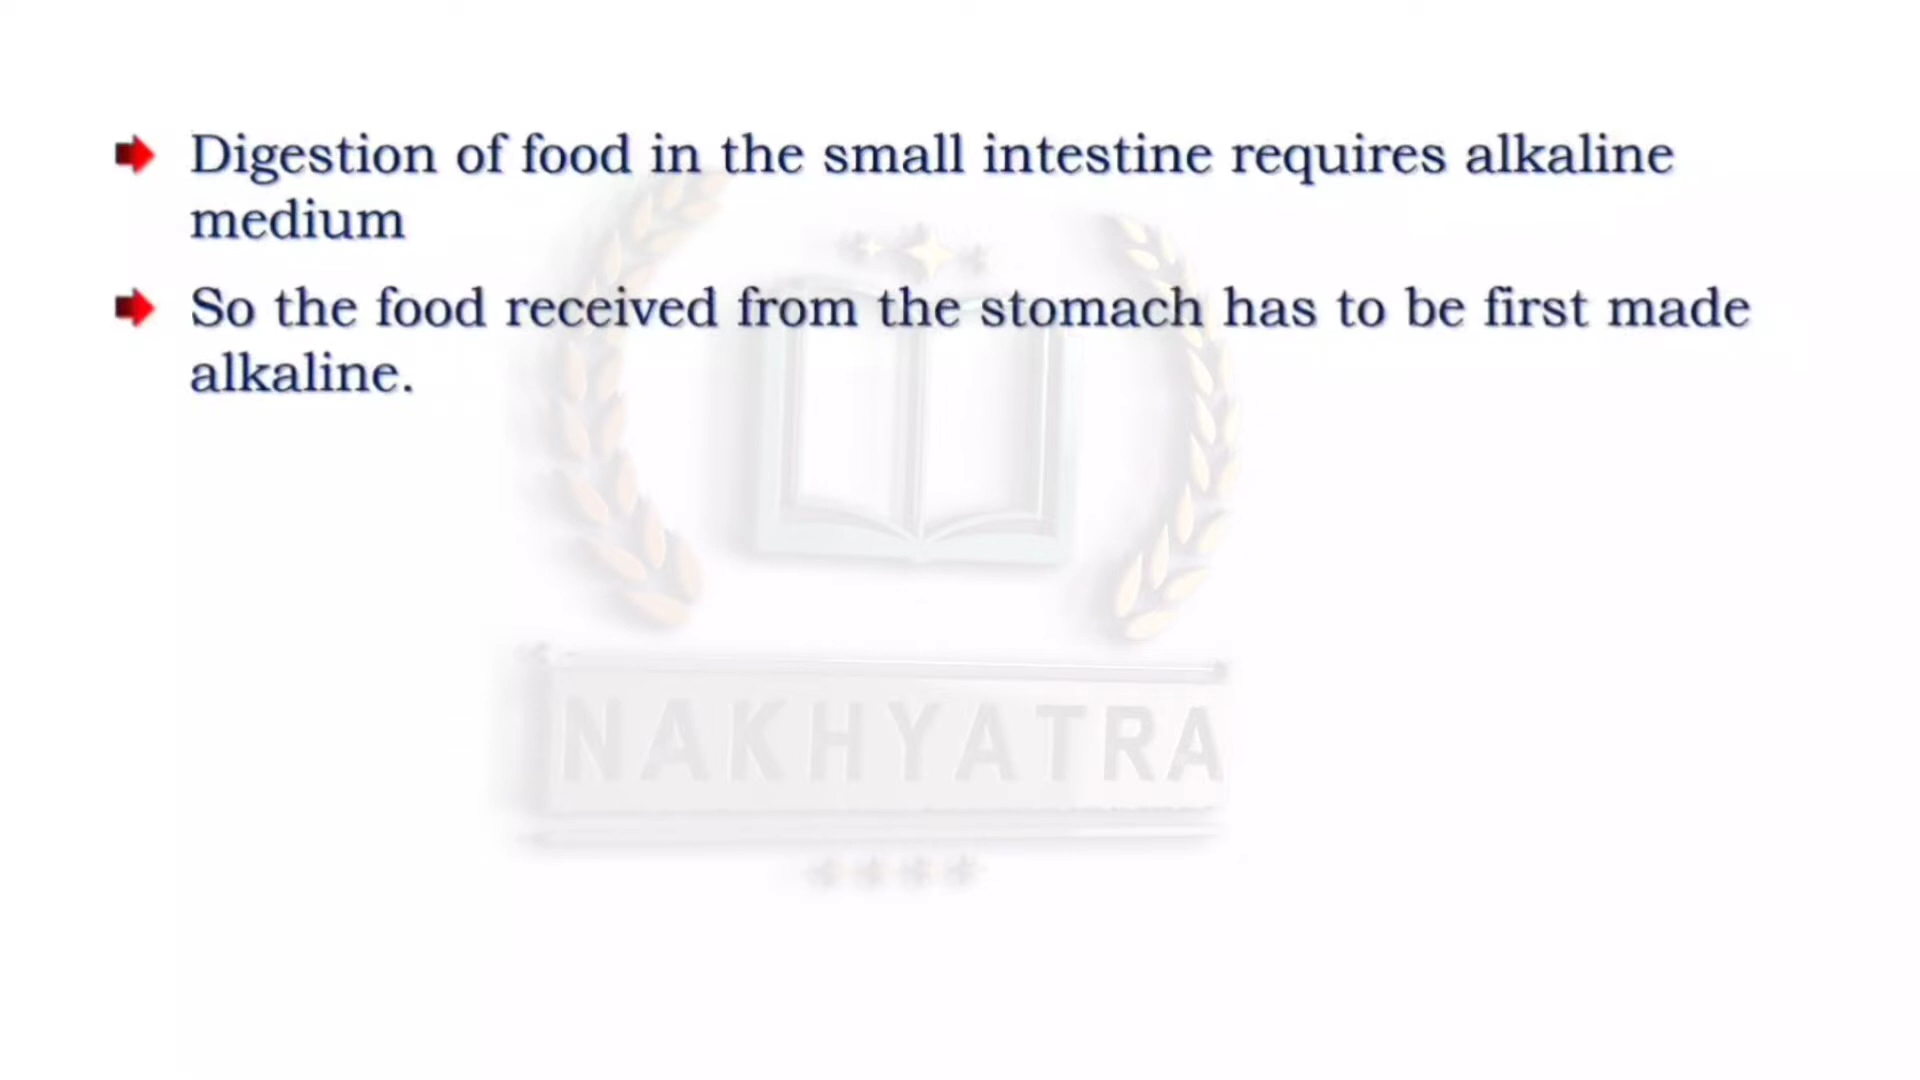 Digestion of food in the small intestine requires alkaline
medium
So the food received from the stomach has to be first made
alkaline.
NAKHYATRA